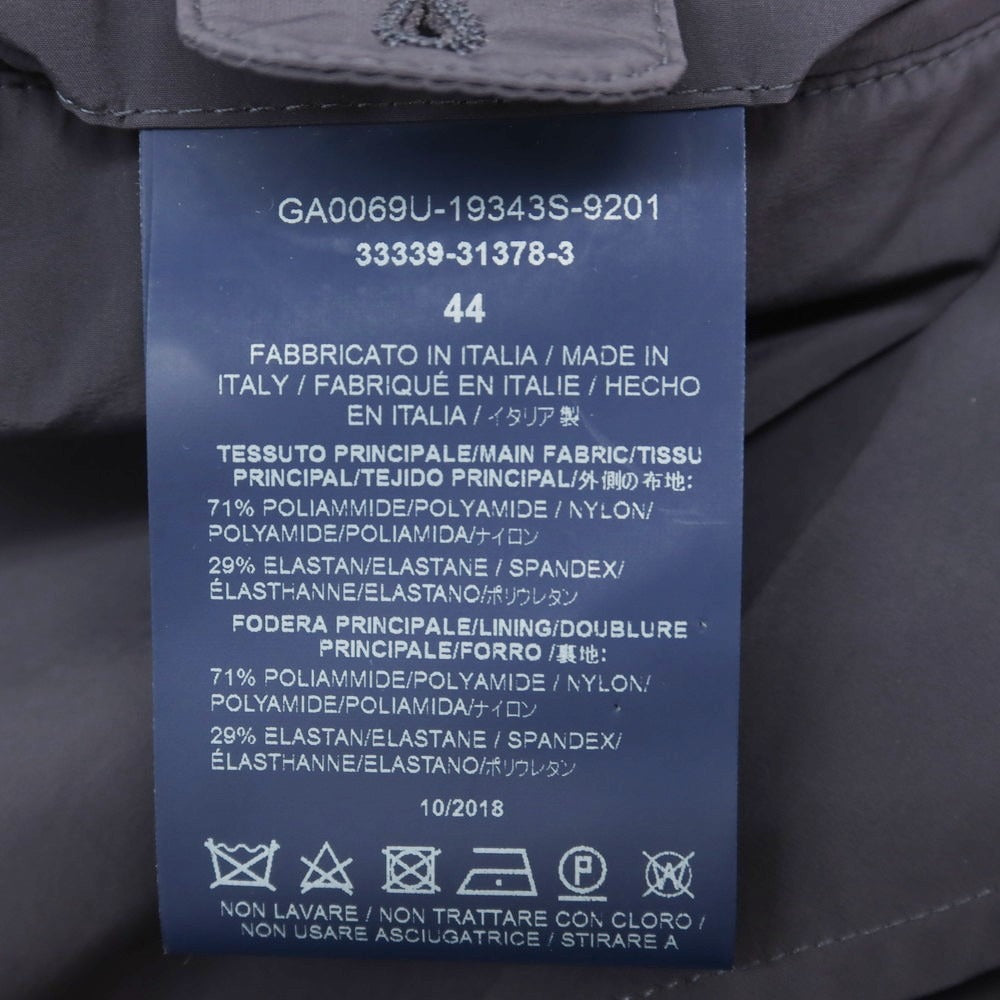 GA0069U-19343S-9201
33339-31378-3
44
FABBRICATO IN ITALIA / MADE IN
ITALY / FABRIQUÉ EN ITALIE / HECHO
EN ITALIA / イタリア製
TESSUTO PRINCIPALE/MAIN FABRIC/TISSU
PRINCIPAL/TEJIDO PRINCIPAL/外側の布地:
71% POLIAMMIDE/POLYAMIDE / NYLON/
POLYAMIDE/POLIAMIDA/ナイロン
29% ELASTAN/ELASTANE / SPANDEX/
ÉLASTHANNE/ELASTANO/ポリウレタン
FODERA PRINCIPALE/LINING/DOUBLURE
PRINCIPALE/FORRO /裏地:
71% POLIAMMIDE/POLYAMIDE / NYLON/
POLYAMIDE/POLIAMIDA/ナイロン
29% ELASTAN/ELASTANE / SPANDEX/
ÉLASTHANNE/ELASTANO/ポリウレタン
10/2018
P W
NON LAVARE / NON TRATTARE CON CLORO /
NON USARE ASCIUGATRICE / STIRARE A